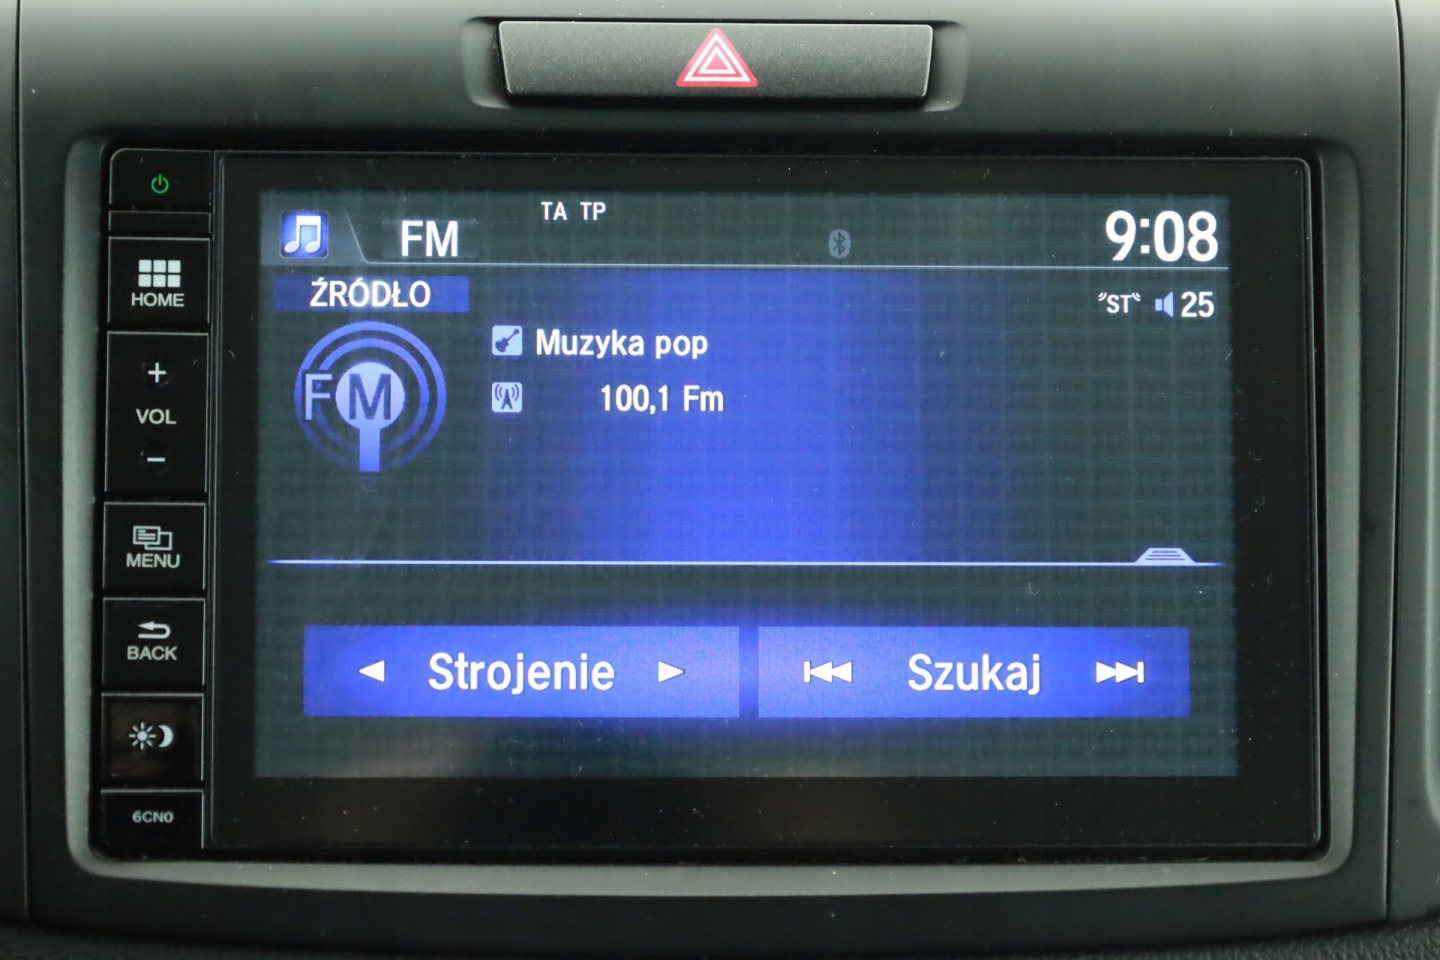 TA TP
FM
9:08
ŹRÓDŁO
ST
25
FM
Muzyka pop
100,1 Fm
Strojenie
Szukaj
HOME
+
VOL
−
MENU
BACK
6CN0